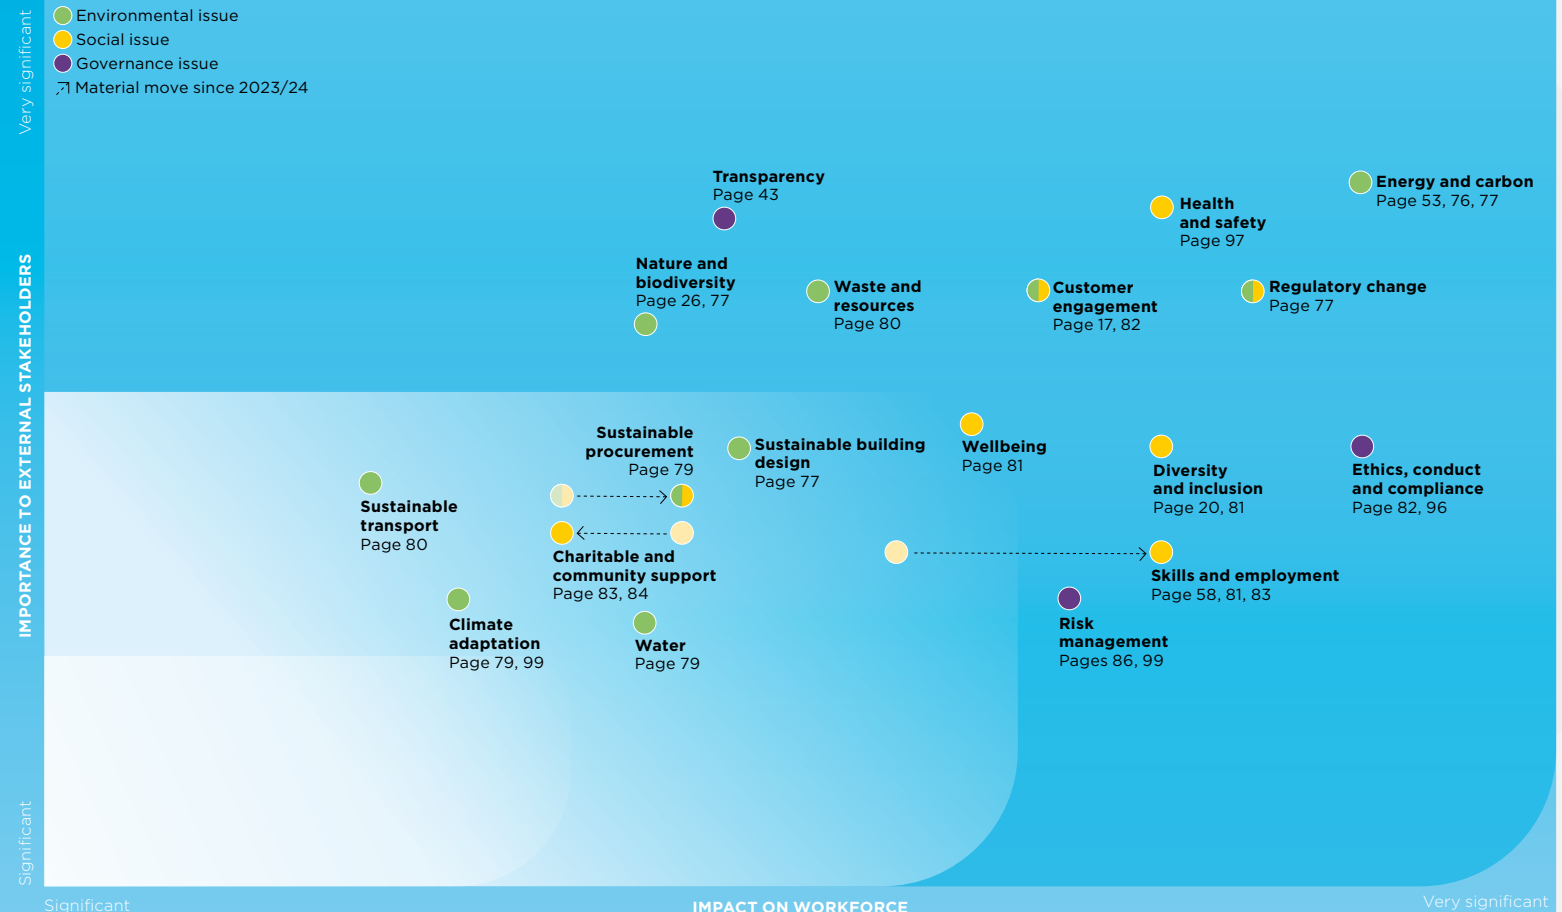 Environmental issue
Social issue
Governance issue
Material move since 2023/24
Very significant
IMPORTANCE TO EXTERNAL STAKEHOLDERS
Significant
Transparency
Page 43
Energy and carbon
Page 53, 76, 77
Health
and safety
Page 97
Nature and
biodiversity
Page 26, 77
Waste and
resources
Page 80
Customer
engagement
Page 17, 82
Regulatory change
Page 77
Sustainable
procurement
Page 79
Sustainable building
design
Page 77
Wellbeing
Page 81
Diversity
and inclusion
Page 20, 81
Ethics, conduct
and compliance
Page 82, 96
Sustainable
transport
Page 80
Charitable and
community support
Page 83, 84
Skills and employment
Page 58, 81, 83
Climate
adaptation
Page 79, 99
Water
Page 79
Risk
management
Pages 86, 99
Significant
IMPACT ON WORKFORCE
Very significant